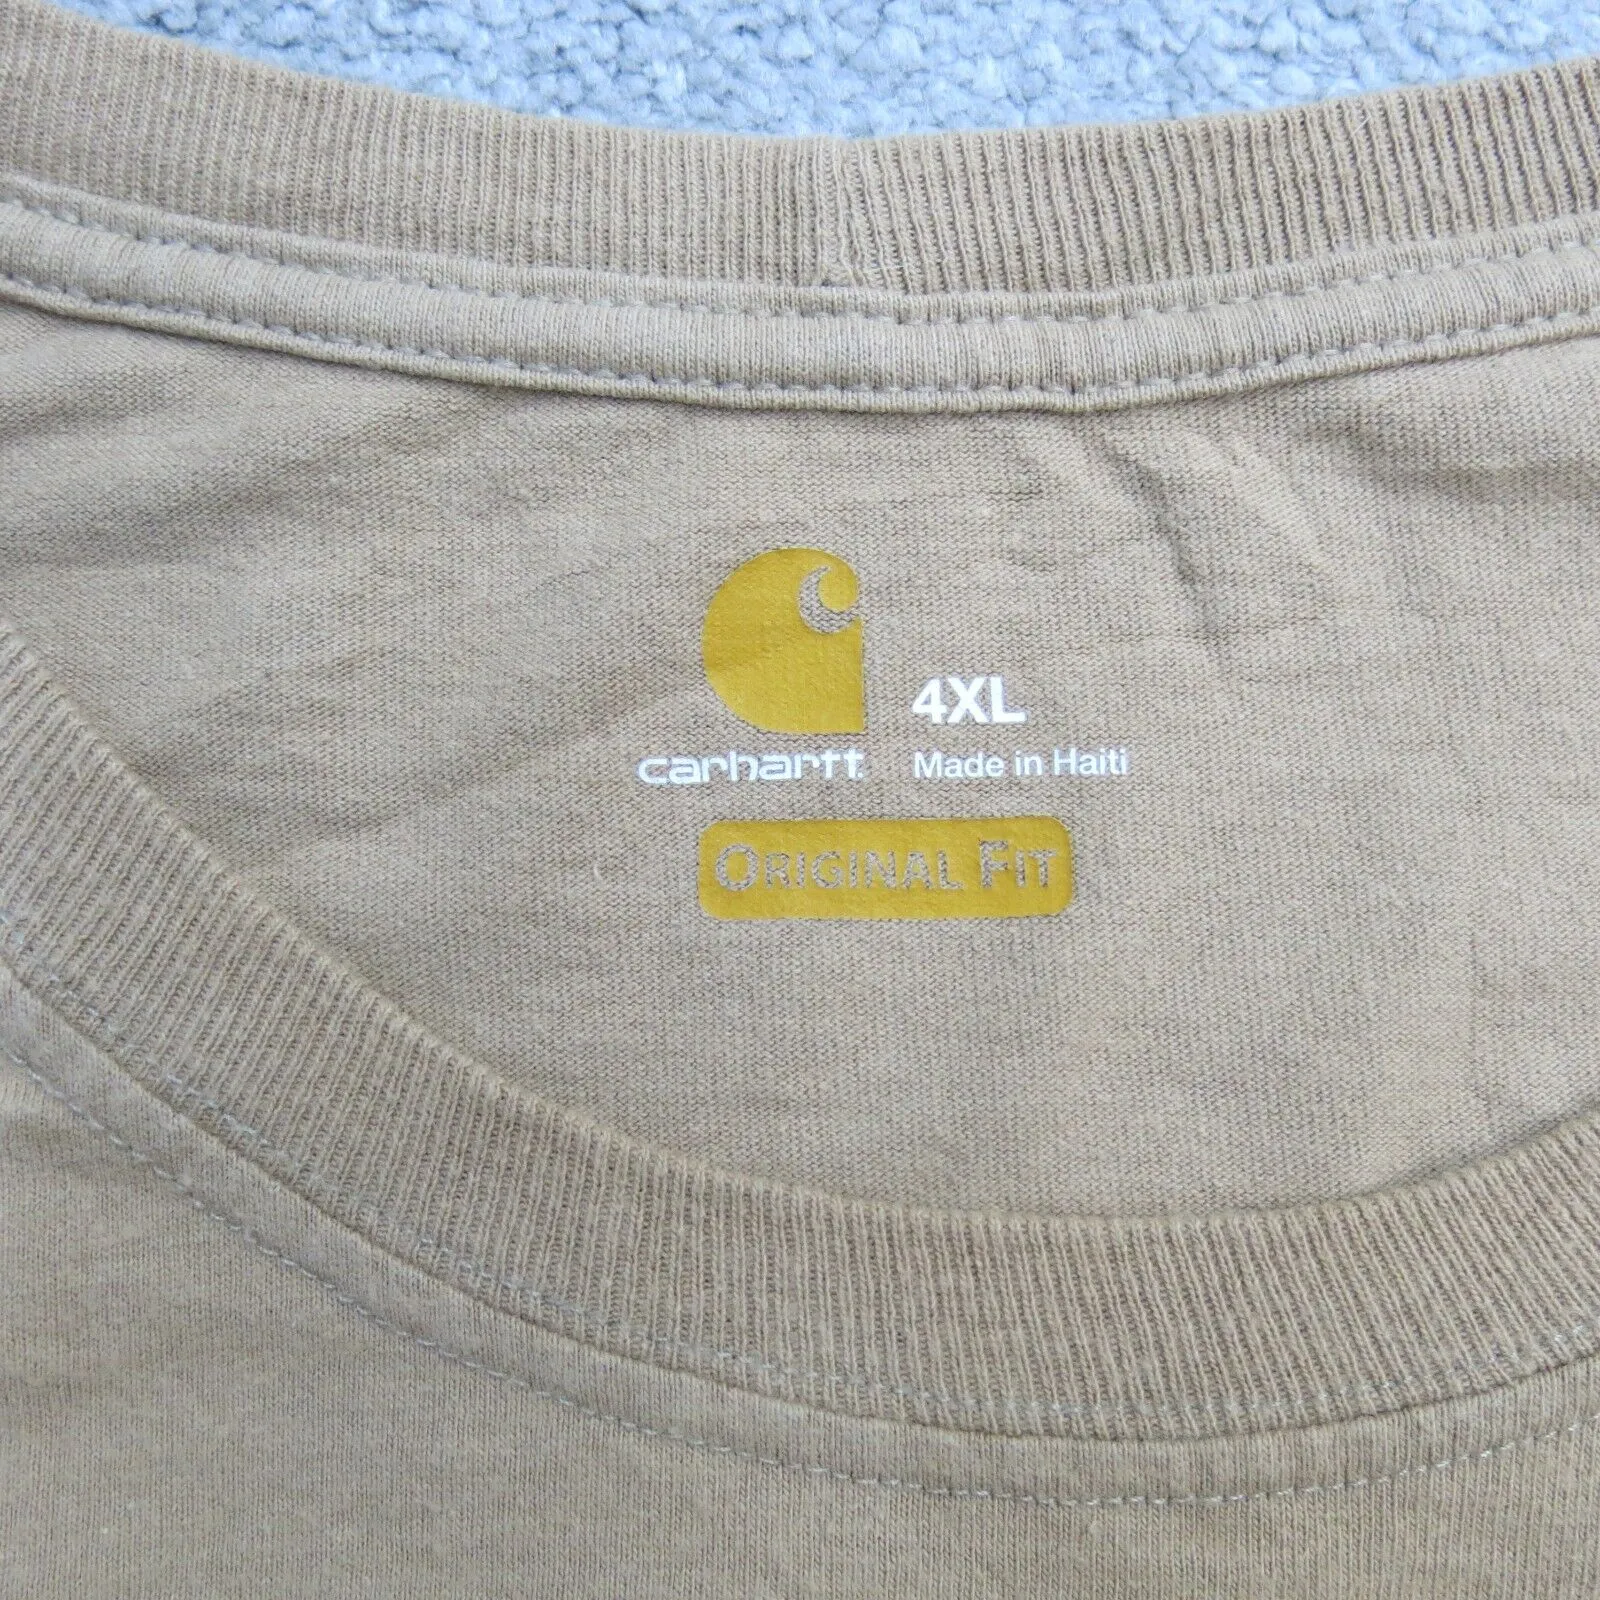 4XL
carhartt
Made in Haiti
ORIGINAL FIT